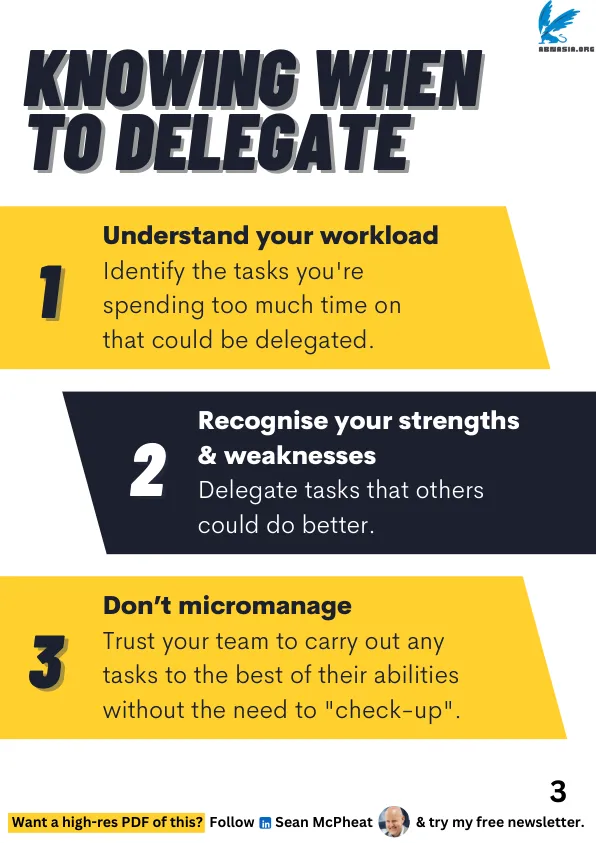 ABMASIA.ORG
KNOWING WHEN
TO DELEGATE
1
Understand your workload
Identify the tasks you're
spending too much time on
that could be delegated.
2
Recognise your strengths
& weaknesses
Delegate tasks that others
could do better.
3
Don’t micromanage
Trust your team to carry out any
tasks to the best of their abilities
without the need to "check-up".
3
Want a high-res PDF of this? Follow in Sean McPheat & try my free newsletter.